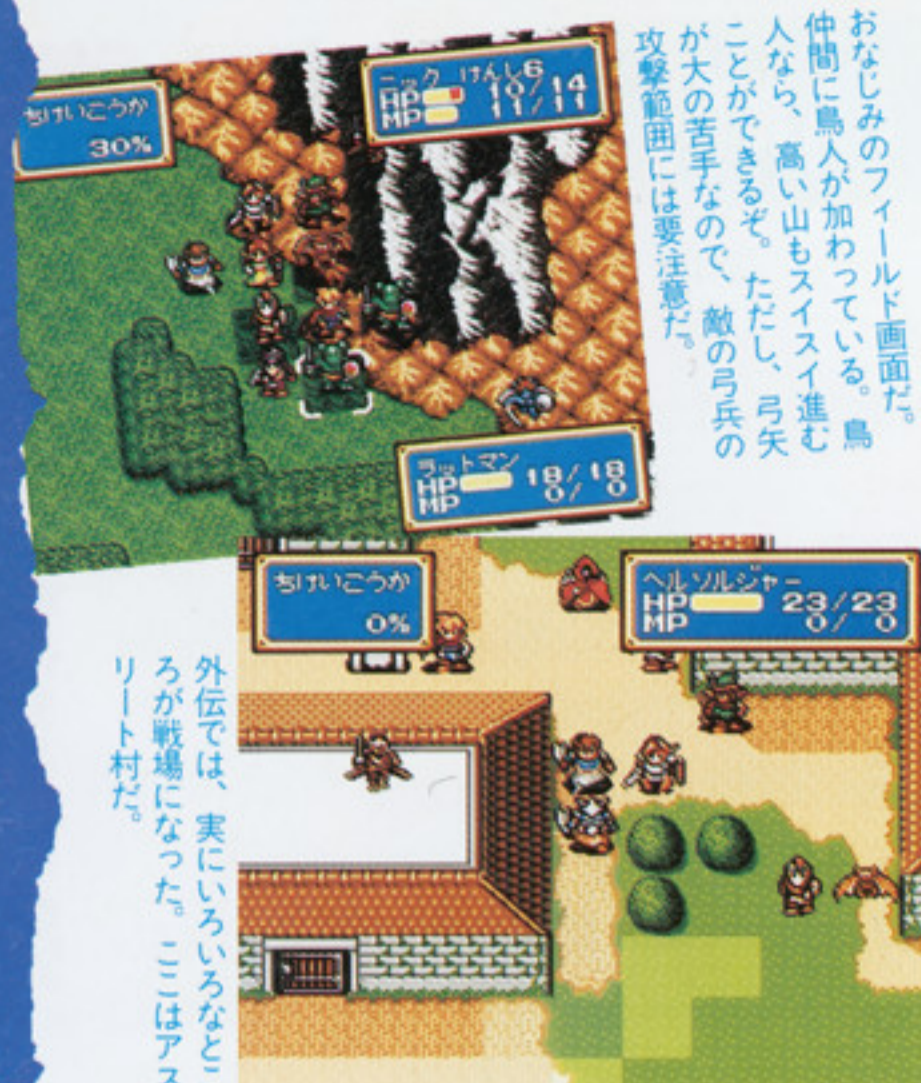 おなじみのフィールド画面だ。
仲間に鳥人が加わっている。鳥
人なら、高い山もスイスイ進む
ことができるぞ。ただし、弓矢
が大の苦手なので、敵の弓兵の
攻撃範囲には要注意だ。
ちけいこうか
30%
ニック けんし6
HP 10/14
MP 11/11
ラットマン
HP 18/18
MP 0/0
外伝では、実にいろいろなとこ
ろが戦場になった。ここはアス
リート村だ。
ちけいこうか
0%
ヘルソルジャー
HP 23/23
MP 0/0